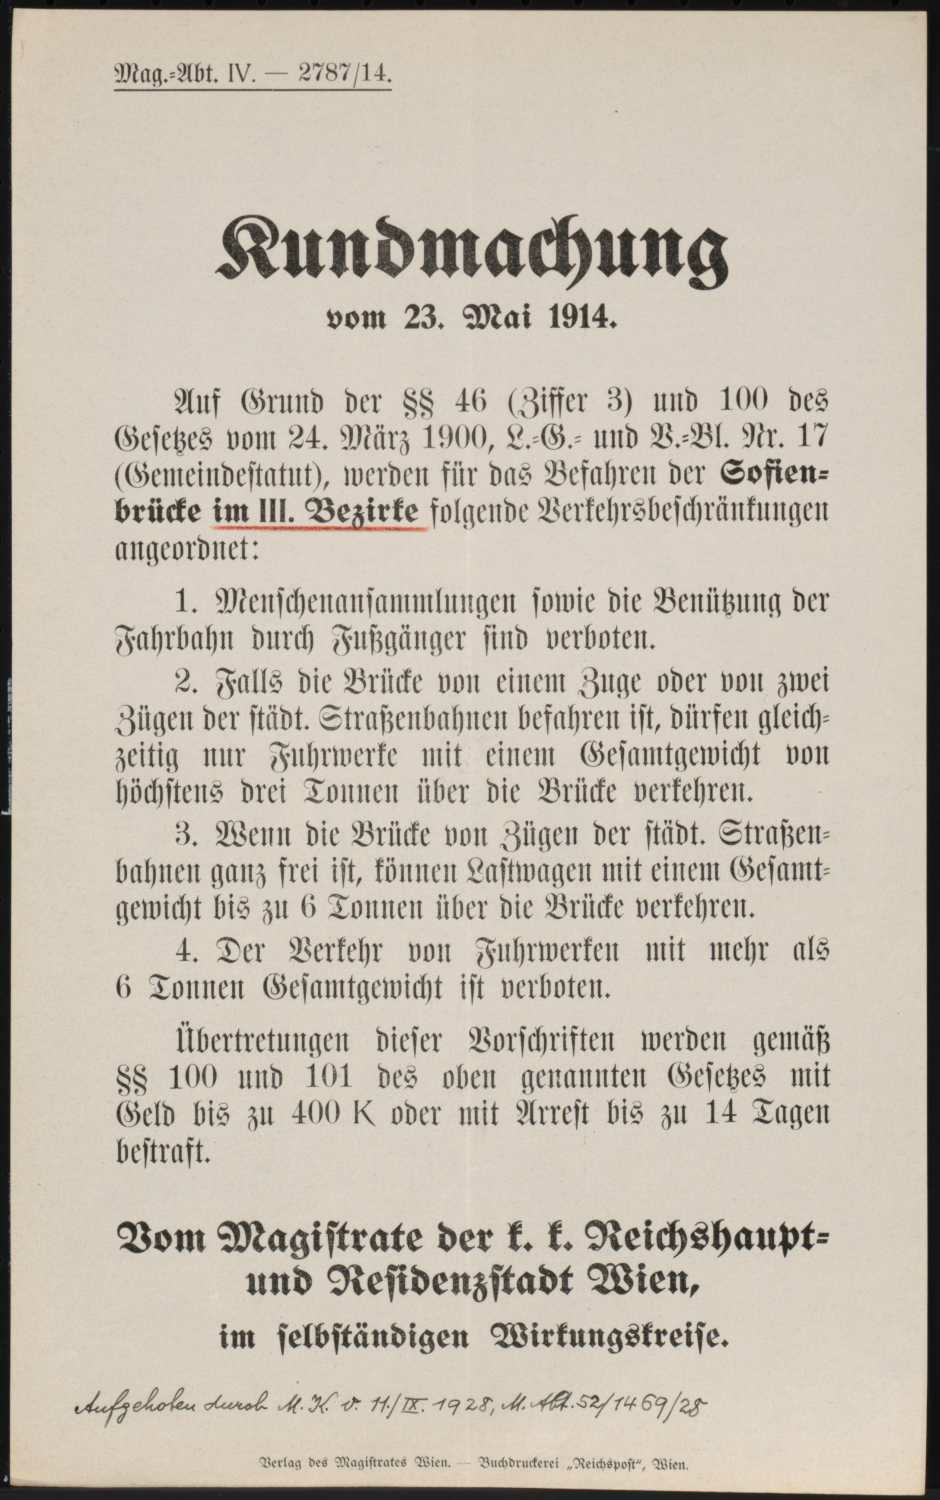 Mag.-Abt. IV. — 2787/14.
Kundmachung
vom 23. Mai 1914.
Auf Grund der §§ 46 (Ziffer 3) und 100 des
Gesetzes vom 24. März 1900, L.-G.- und V.-Bl. Nr. 17
(Gemeindestatut), werden für das Befahren der Sofien-
brücke im III. Bezirke folgende Verkehrsbeschränkungen
angeordnet:
1. Menschenansammlungen sowie die Benützung der
Fahrbahn durch Fußgänger sind verboten.
2. Falls die Brücke von einem Zuge oder von zwei
Zügen der städt. Straßenbahnen befahren ist, dürfen gleich-
zeitig nur Fuhrwerke mit einem Gesamtgewicht von
höchstens drei Tonnen über die Brücke verkehren.
3. Wenn die Brücke von Zügen der städt. Straßen-
bahnen ganz frei ist, können Lastwagen mit einem Gesamt-
gewicht bis zu 6 Tonnen über die Brücke verkehren.
4. Der Verkehr von Fuhrwerken mit mehr als
6 Tonnen Gesamtgewicht ist verboten.
Übertretungen dieser Vorschriften werden gemäß
§§ 100 und 101 des oben genannten Gesetzes mit
Geld bis zu 400 K oder mit Arrest bis zu 14 Tagen
bestraft.
Vom Magistrate der k. k. Reichshaupt-
und Residenzstadt Wien,
im selbständigen Wirkungskreise.
Aufgehoben durch M. K. v. 11./IX. 1928, M. Abt. 52/1469/28
Verlag des Magistrates Wien. — Buchdruckerei „Reichspost", Wien.